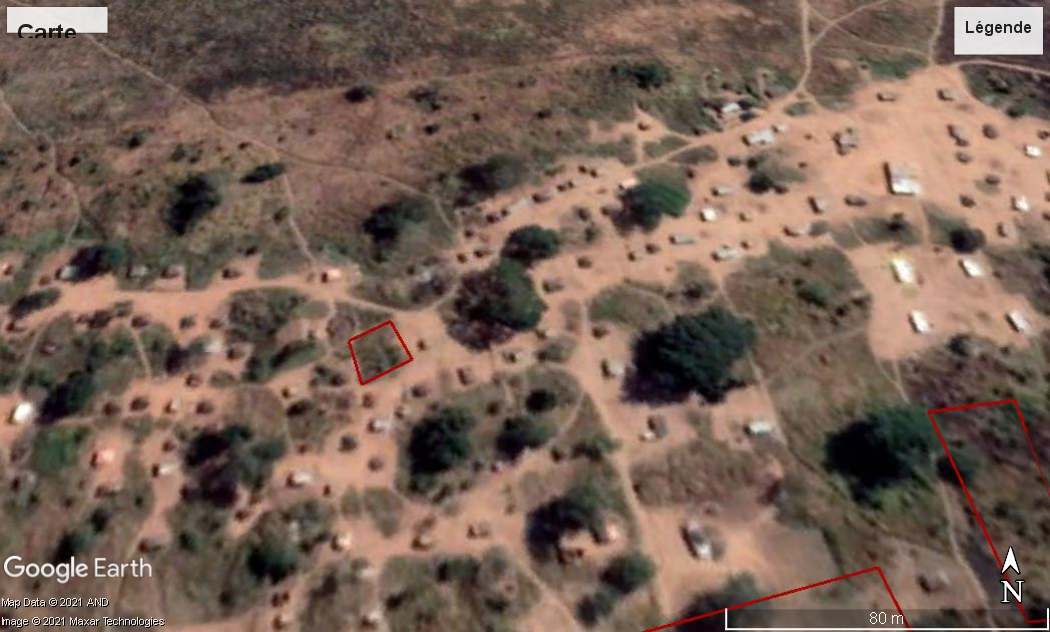 Carte
Légende
Google Earth
Map Data © 2021 AND
Image © 2021 Maxar Technologies
N
80 m